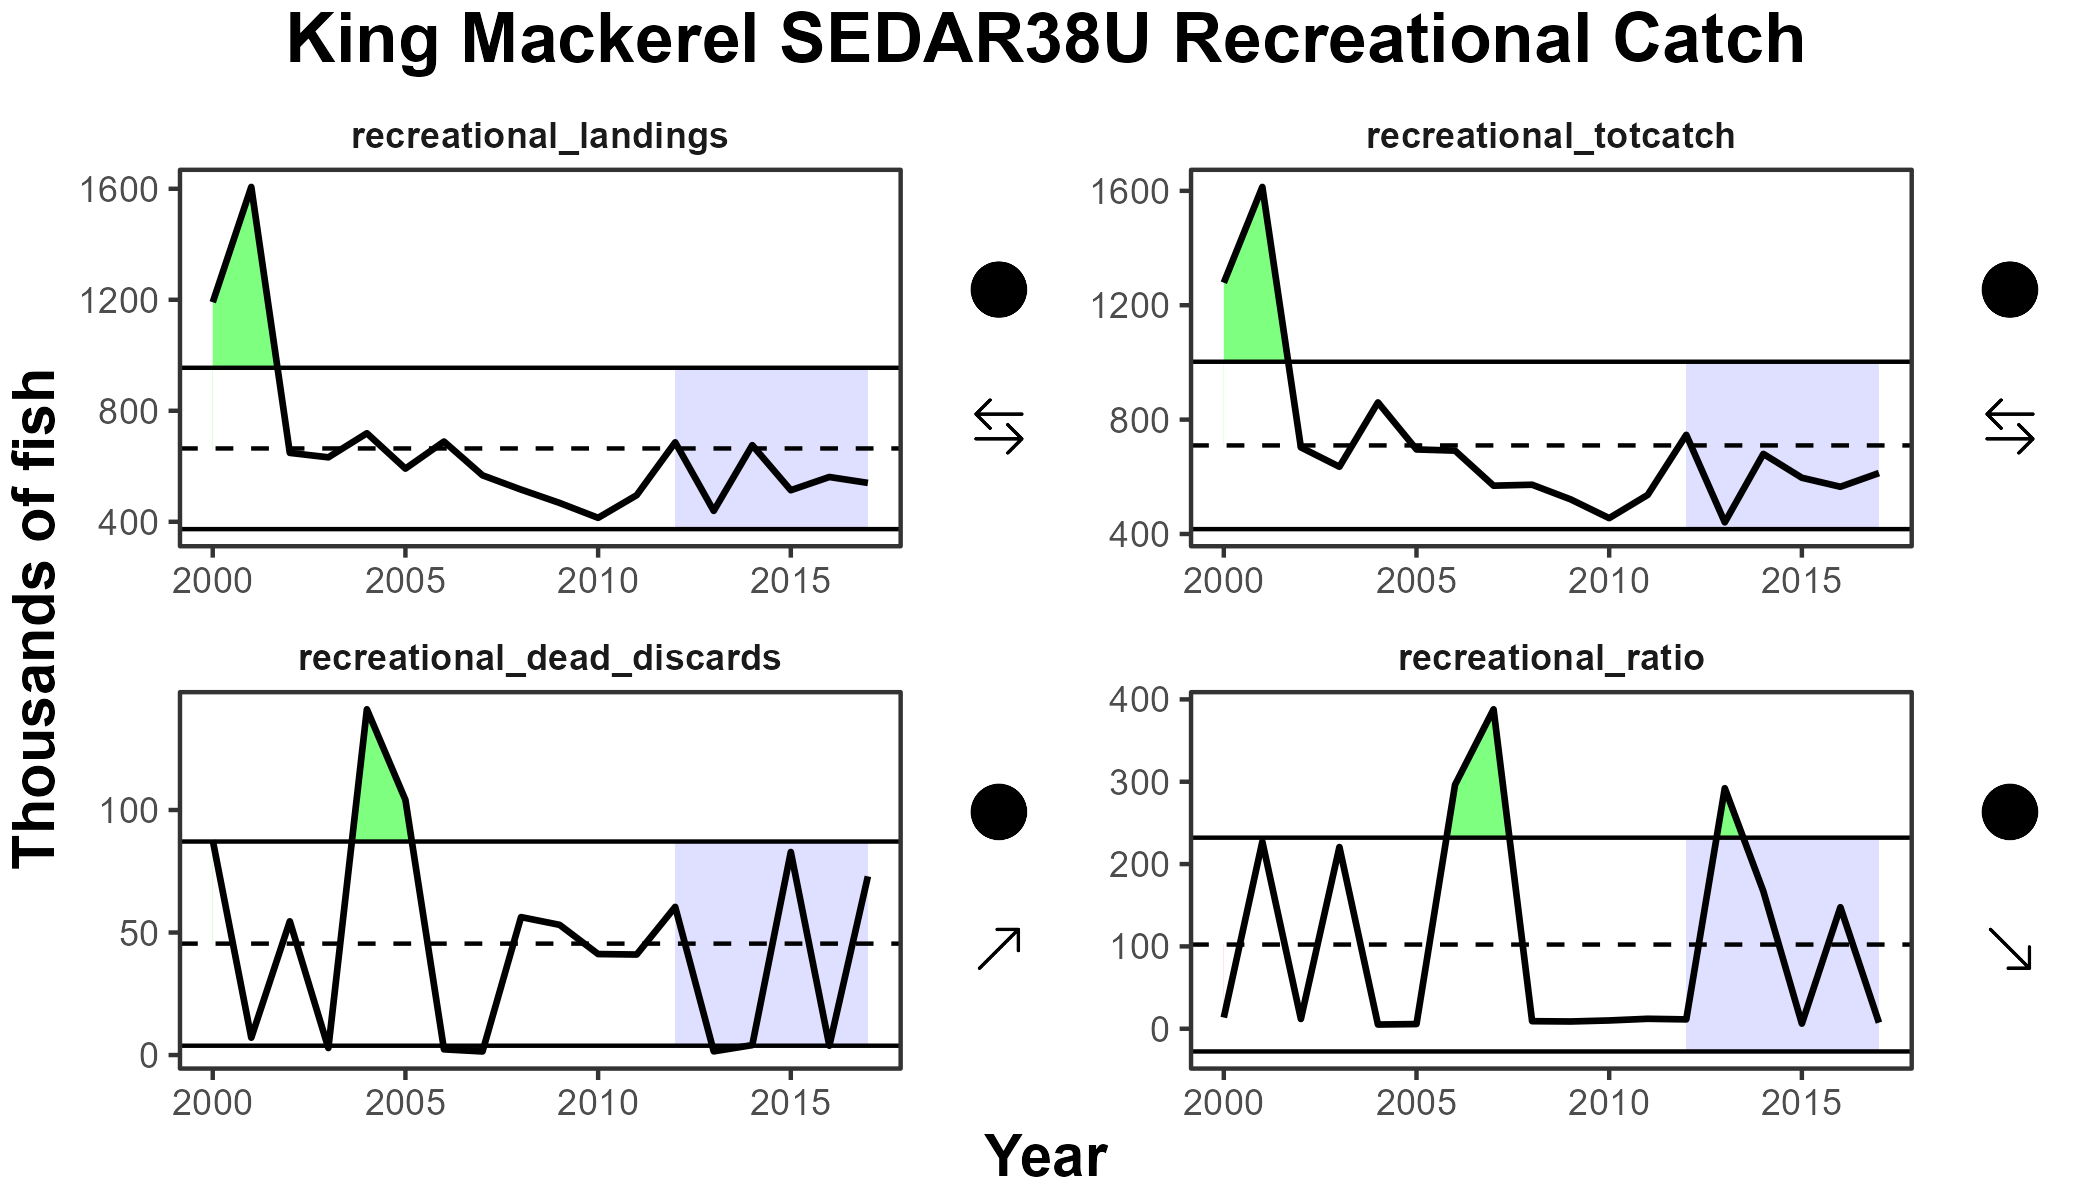 King Mackerel SEDAR38U Recreational Catch
recreational_landings
1600
1200
800
400
2000 2005 2010 2015
recreational_totcatch
1600
1200
800
400
2000 2005 2010 2015
Thousands of fish
recreational_dead_discards
100
50
0
2000 2005 2010 2015
recreational_ratio
400
300
200
100
0
2000 2005 2010 2015
Year